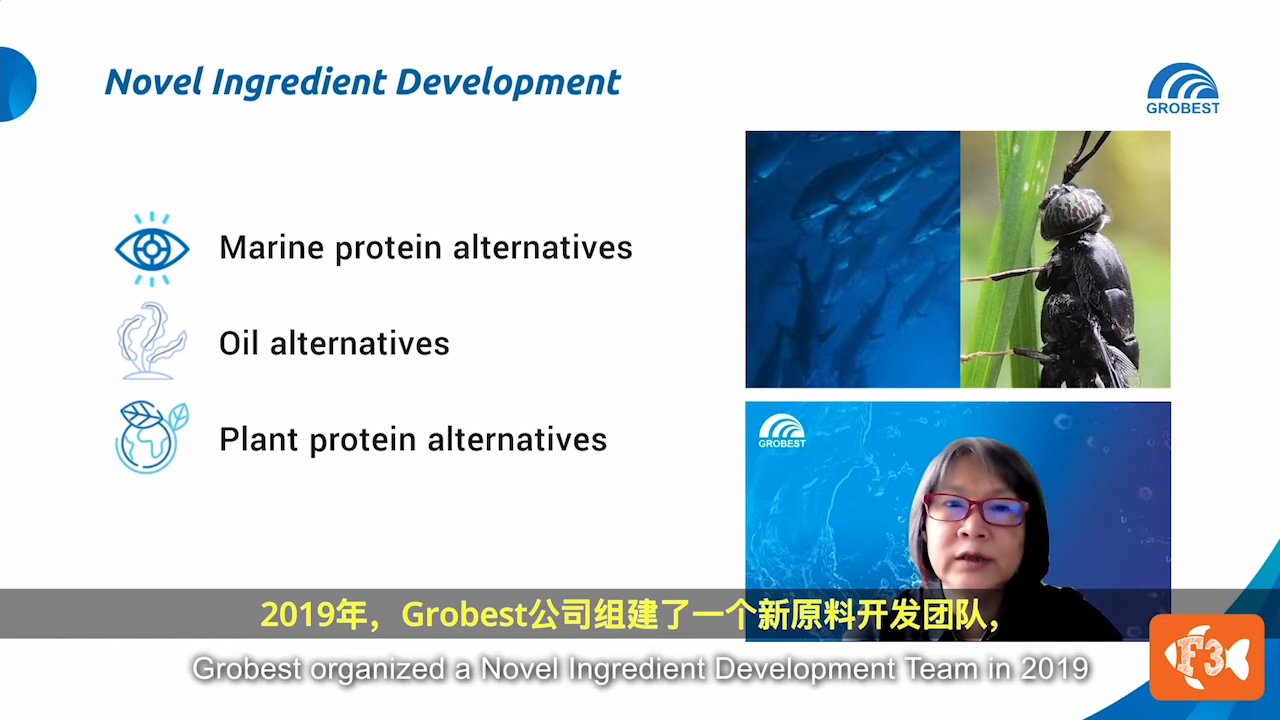 Novel Ingredient Development
GROBEST
Marine protein alternatives
Oil alternatives
Plant protein alternatives
GROBEST
2019年，Grobest公司组建了一个新原料开发团队，
Grobest organized a Novel Ingredient Development Team in 2019
F3